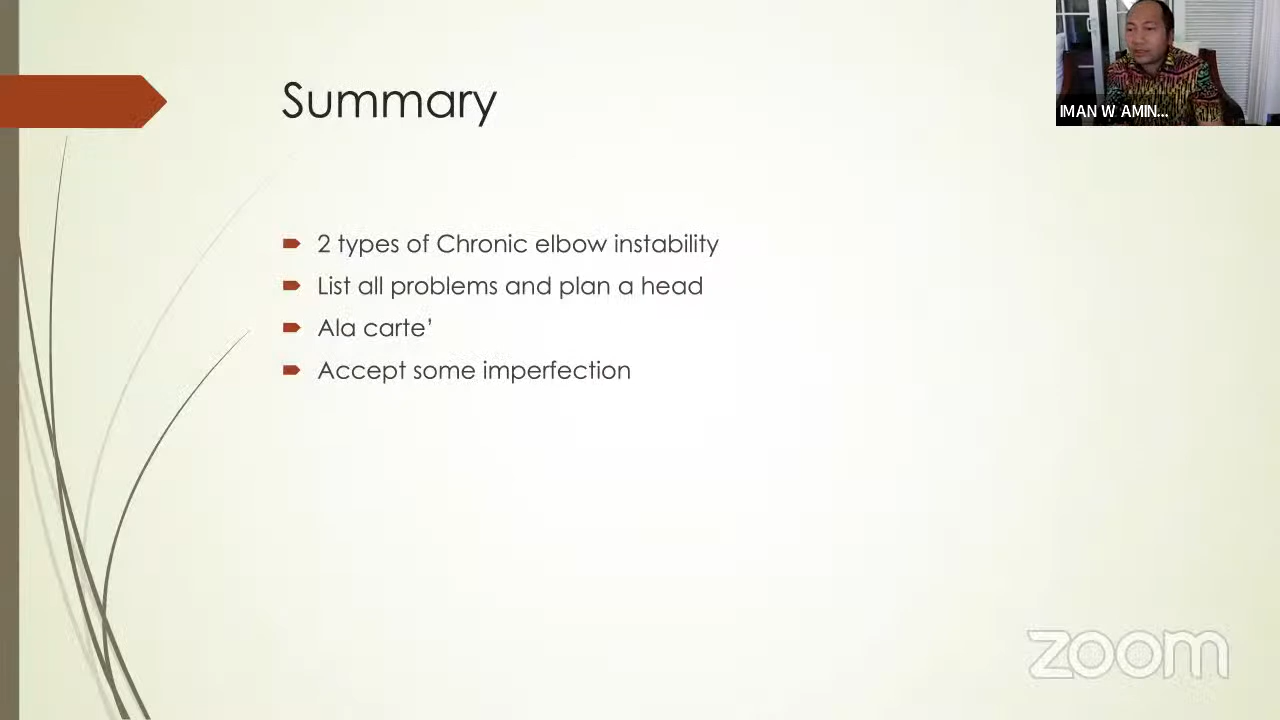 Summary
IMAN W AMIN...
2 types of Chronic elbow instability
List all problems and plan a head
Ala carte’
Accept some imperfection
zoom